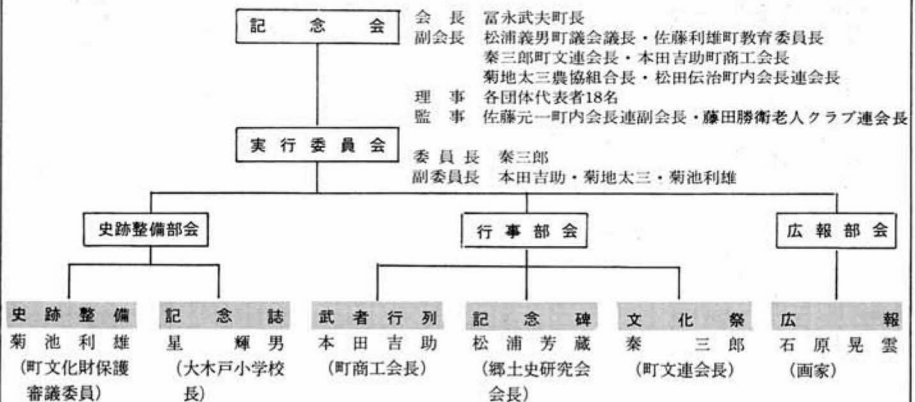 記念会
会長 冨永武夫町長
副会長 松浦義男町議会議長・佐藤利雄町教育委員長
秦三郎町文連会長・本田吉助町商工会長
菊地太三農協組合長・松田伝治町内会長連会長
理事 各団体代表者18名
監事 佐藤元一町内会長連副会長・藤田勝衛老人クラブ連会長
実行委員会
委員長 秦三郎
副委員長 本田吉助・菊地太三・菊池利雄
史跡整備部会
行事部会
広報部会
史跡整備
菊池利雄
(町文化財保護
審議委員)
記念誌
星輝男
(大木戸小学校
長)
武者行列
本田吉助
(町商工会長)
記念碑
松浦芳蔵
(郷土史研究会
会長)
文化祭
秦三郎
(町文連会長)
広報
石原晃雲
(画家)